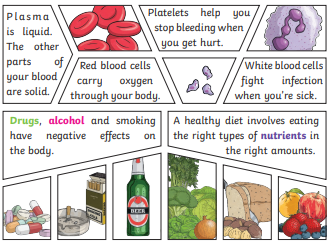 Plasma
is liquid.
The other
parts of
your blood
are solid.
Platelets help you
stop bleeding when
you get hurt.
Red blood cells
carry oxygen
through your body.
White blood cells
fight infection
when you're sick.
Drugs, alcohol and smoking
have negative effects on
the body.
A healthy diet involves eating
the right types of nutrients in
the right amounts.
BEER